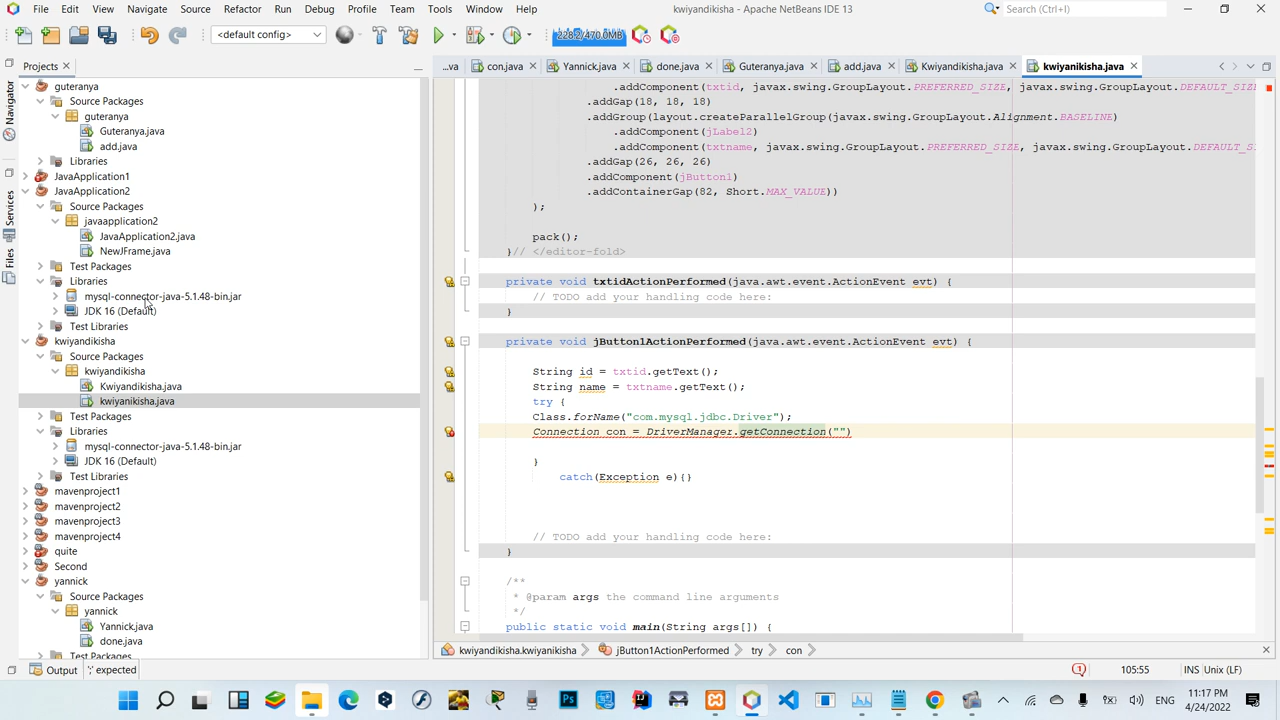 File Edit View Navigate Source Refactor Run Debug Profile Team Tools Window Help
kwiyandikisha - Apache NetBeans IDE 13
Search (Ctrl+I)
<default config>
228.2/470.0MB
Projects
...va con.java Yannick.java done.java Guteranya.java add.java Kwiyandikisha.java kwiyanikisha.java
Navigator
Services
Files
guteranya
Source Packages
guteranya
Guteranya.java
add.java
Libraries
JavaApplication1
JavaApplication2
Source Packages
javaapplication2
JavaApplication2.java
NewJFrame.java
Test Packages
Libraries
mysql-connector-java-5.1.48-bin.jar
JDK 16 (Default)
Test Libraries
kwiyandikisha
Source Packages
kwiyandikisha
Kwiyandikisha.java
kwiyanikisha.java
Test Packages
Libraries
mysql-connector-java-5.1.48-bin.jar
JDK 16 (Default)
Test Libraries
mavenproject1
mavenproject2
mavenproject3
mavenproject4
quite
Second
yannick
Source Packages
yannick
Yannick.java
done.java
Test Packages
.addComponent(txtid, javax.swing.GroupLayout.PREFERRED_SIZE, javax.swing.GroupLayout.DEFAULT_SIZE
.addGap(18, 18, 18)
.addGroup(layout.createParallelGroup(javax.swing.GroupLayout.Alignment.BASELINE)
.addComponent(jLabel2)
.addComponent(txtname, javax.swing.GroupLayout.PREFERRED_SIZE, javax.swing.GroupLayout.DEFAULT_SI
.addGap(26, 26, 26)
.addComponent(jButton1)
.addContainerGap(82, Short.MAX_VALUE))
);
pack();
}// </editor-fold>
private void txtidActionPerformed(java.awt.event.ActionEvent evt) {
// TODO add your handling code here:
}
private void jButton1ActionPerformed(java.awt.event.ActionEvent evt) {
String id = txtid.getText();
String name = txtname.getText();
try {
Class.forName("com.mysql.jdbc.Driver");
Connection con = DriverManager.getConnection("")
}
catch(Exception e){}
// TODO add your handling code here:
}
/**
* @param args the command line arguments
*/
public static void main(String args[]) {
kwiyandikisha.kwiyanikisha jButton1ActionPerformed try con
Output ';' expected
1 105:55 INS Unix (LF)
ENG 11:17 PM
4/24/2022